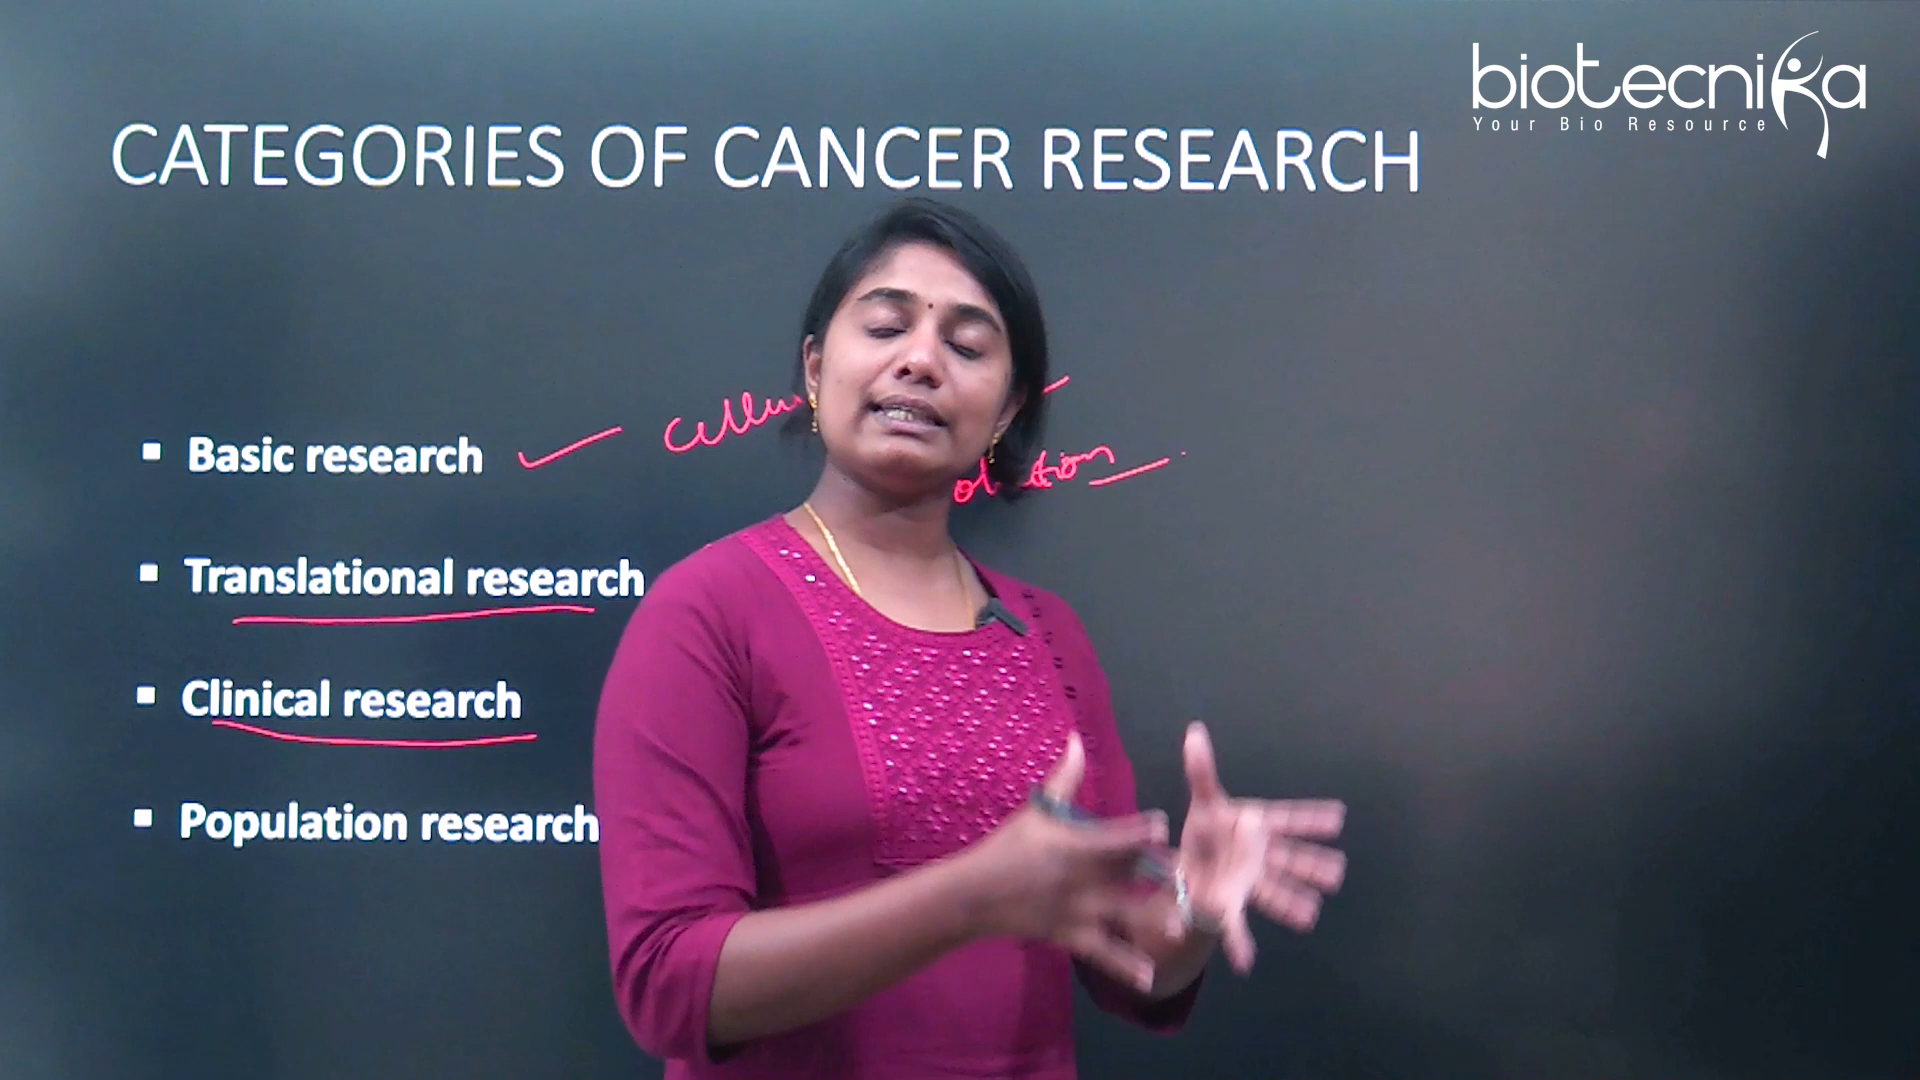 biotecnika
Your Bio Resource
CATEGORIES OF CANCER RESEARCH
▪ Basic research
▪ Translational research
▪ Clinical research
▪ Population research